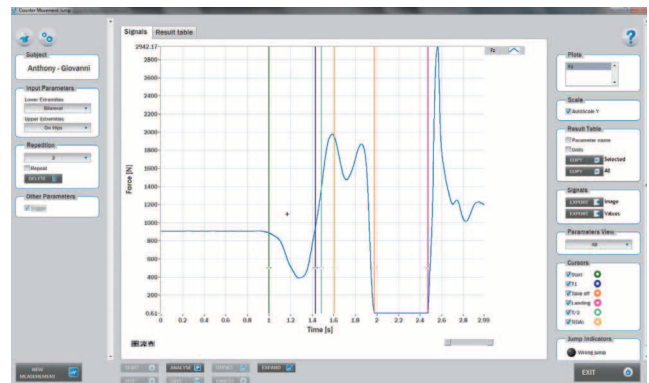 Counter Movement Jump
Subject
Anthony - Giovanni
Input Parameters
Lower Extremities
Bilateral
Upper Extremities
On Hips
Repetition
3
Repeat
DELETE
Other Parameters
NEW
MEASUREMENT
Signals
Result table
Fz
2942.17
3800
3600
3400
3200
3000
2800
2600
2400
2200
2000
1800
1600
1400
1200
1000
800
600
400
200
0.61
Force [N]
0
0.2
0.4
0.6
0.8
1
1.2
1.4
1.6
1.8
2
2.2
2.4
2.6
2.8
2.99
Time [s]
ANALYSE
EXPAND
?
Plots
Fz
Scale
AutoScale Y
Result Table
Parameter name
Units
COPY Selected
COPY All
Signals
EXPORT Image
EXPORT Values
Parameters View
All
Cursors
Start
T1
Take off
Landing
Jump Indicators
Wrong jump
EXIT